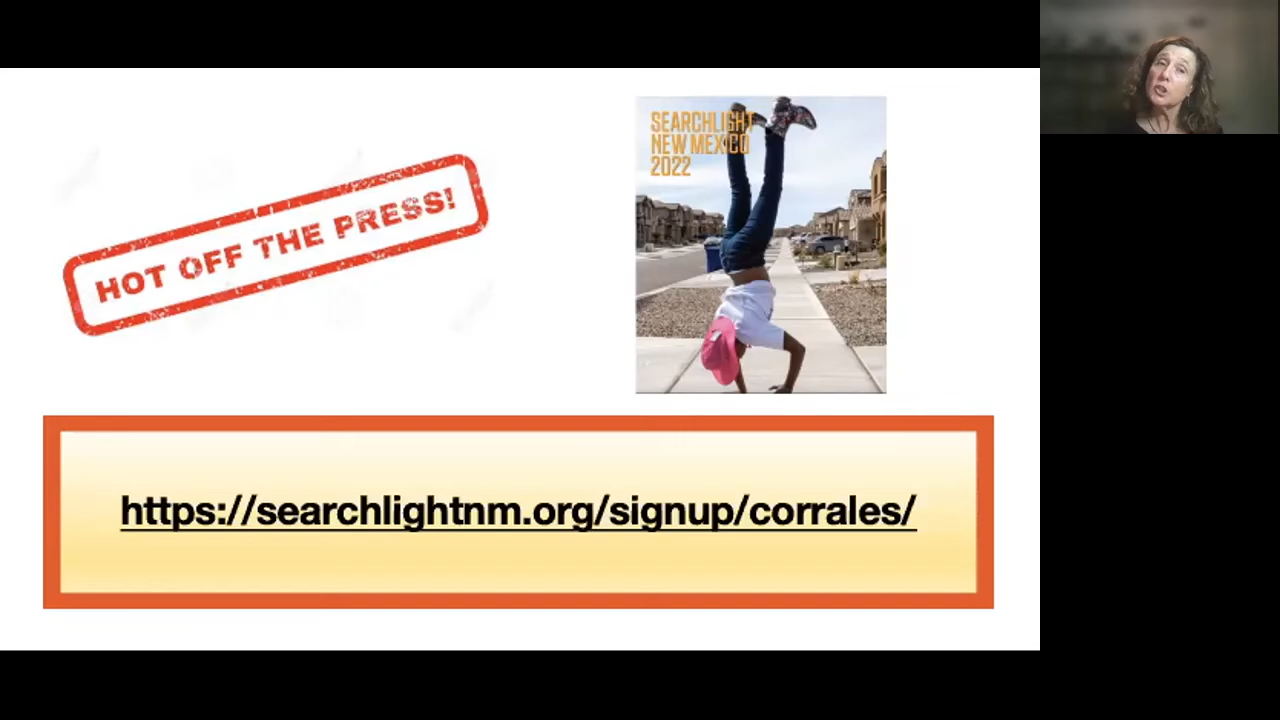 HOT OFF THE PRESS!
SEARCHLIGHT
NEW MEXICO
2022
https://searchlightnm.org/signup/corrales/